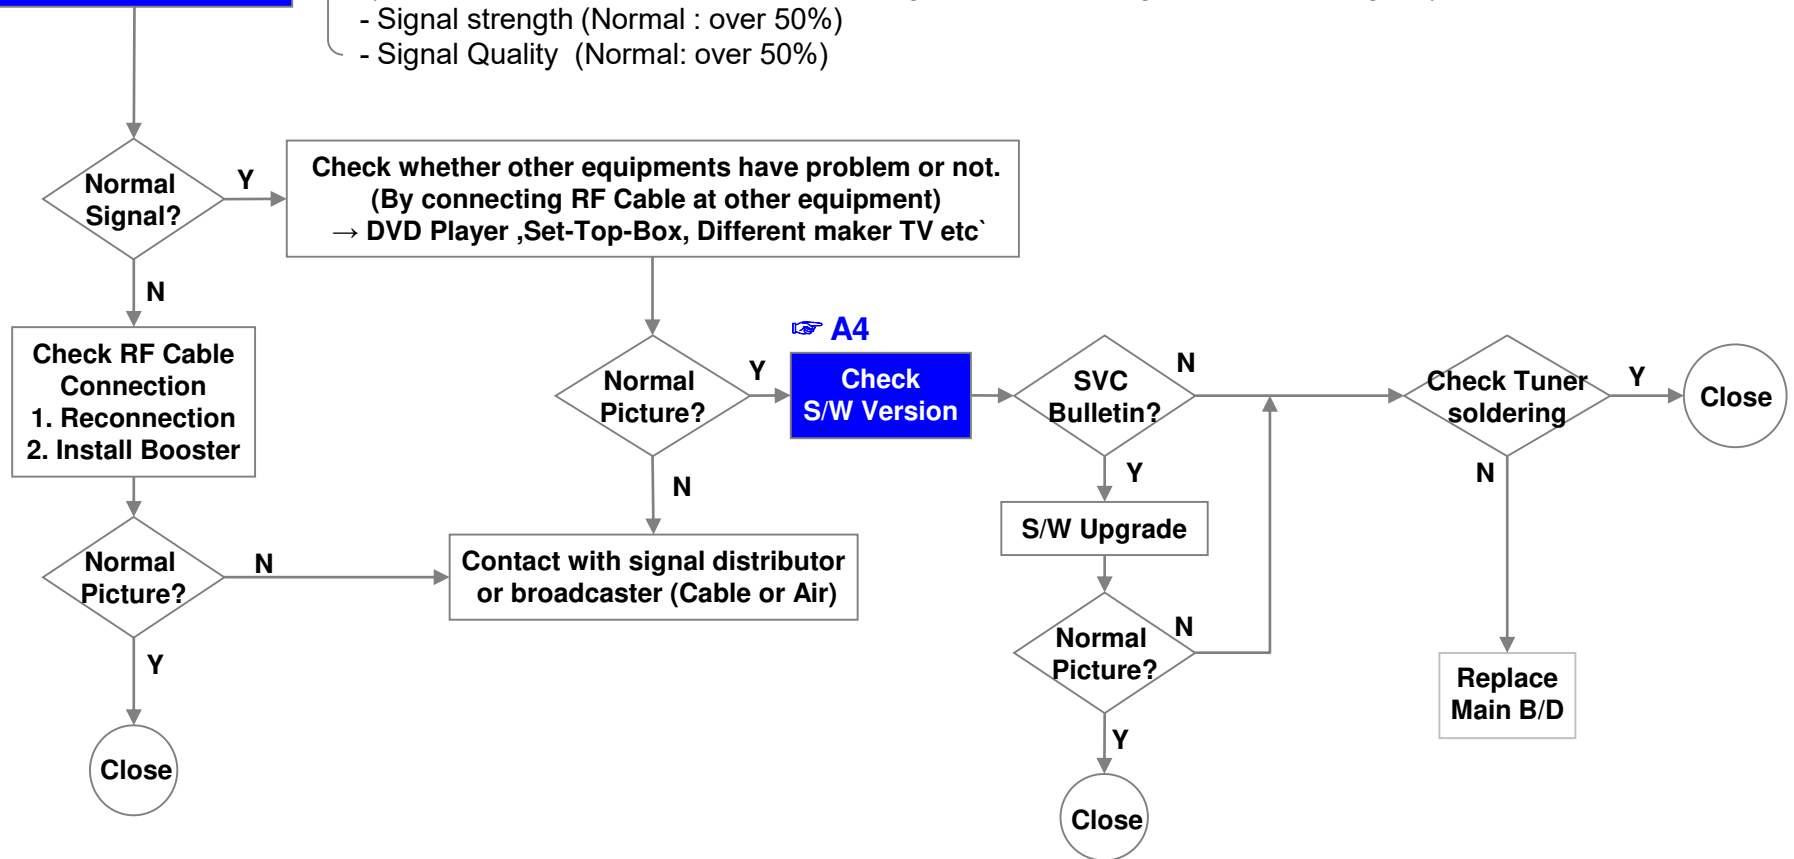 - Signal strength (Normal : over 50%)
- Signal Quality (Normal: over 50%)
Normal
Signal?
Y
Check whether other equipments have problem or not.
(By connecting RF Cable at other equipment)
→ DVD Player ,Set-Top-Box, Different maker TV etc`
N
Check RF Cable
Connection
1. Reconnection
2. Install Booster
Normal
Picture?
Y
☞ A4
Check
S/W Version
SVC
Bulletin?
N
Check Tuner
soldering
Y
Close
N
Y
N
S/W Upgrade
Normal
Picture?
N
Contact with signal distributor
or broadcaster (Cable or Air)
Normal
Picture?
N
Y
Close
Y
Close
Replace
Main B/D